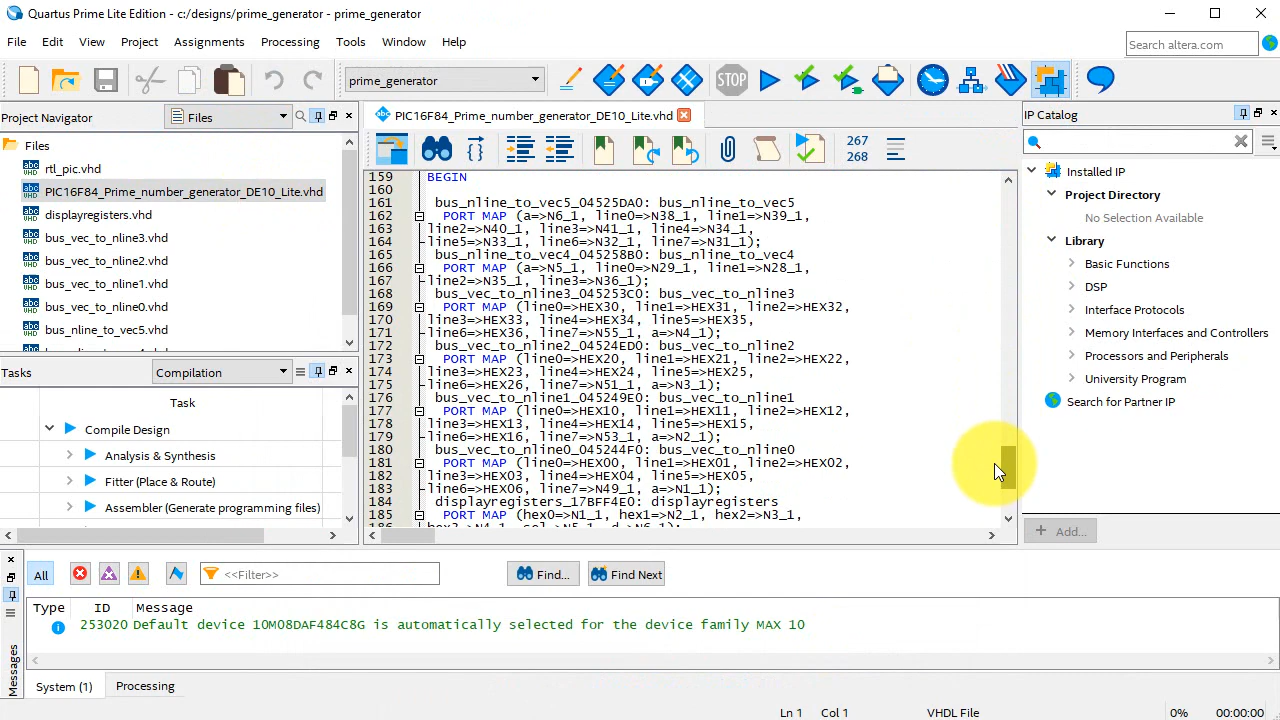 Quartus Prime Lite Edition - c:/designs/prime_generator - prime_generator
File Edit View Project Assignments Processing Tools Window Help
Search altera.com
prime_generator
STOP
Project Navigator
Files
Files
rtl_pic.vhd
PIC16F84_Prime_number_generator_DE10_Lite.vhd
displayregisters.vhd
bus_vec_to_nline3.vhd
bus_vec_to_nline2.vhd
bus_vec_to_nline1.vhd
bus_vec_to_nline0.vhd
bus_nline_to_vec5.vhd
Tasks
Compilation
Task
Compile Design
Analysis & Synthesis
Fitter (Place & Route)
Assembler (Generate programming files)
PIC16F84_Prime_number_generator_DE10_Lite.vhd
267
268
159 BEGIN
160
161 bus_nline_to_vec5_04525DA0: bus_nline_to_vec5
162 PORT MAP (a=>N6_1, line0=>N38_1, line1=>N39_1,
163 line2=>N40_1, line3=>N41_1, line4=>N34_1,
164 line5=>N33_1, line6=>N32_1, line7=>N31_1);
165 bus_nline_to_vec4_045258B0: bus_nline_to_vec4
166 PORT MAP (a=>N5_1, line0=>N29_1, line1=>N28_1,
167 line2=>N35_1, line3=>N36_1);
168 bus_vec_to_nline3_045253C0: bus_vec_to_nline3
169 PORT MAP (line0=>HEX30, line1=>HEX31, line2=>HEX32,
170 line3=>HEX33, line4=>HEX34, line5=>HEX35,
171 line6=>HEX36, line7=>N55_1, a=>N4_1);
172 bus_vec_to_nline2_04524ED0: bus_vec_to_nline2
173 PORT MAP (line0=>HEX20, line1=>HEX21, line2=>HEX22,
174 line3=>HEX23, line4=>HEX24, line5=>HEX25,
175 line6=>HEX26, line7=>N51_1, a=>N3_1);
176 bus_vec_to_nline1_045249E0: bus_vec_to_nline1
177 PORT MAP (line0=>HEX10, line1=>HEX11, line2=>HEX12,
178 line3=>HEX13, line4=>HEX14, line5=>HEX15,
179 line6=>HEX16, line7=>N53_1, a=>N2_1);
180 bus_vec_to_nline0_045244F0: bus_vec_to_nline0
181 PORT MAP (line0=>HEX00, line1=>HEX01, line2=>HEX02,
182 line3=>HEX03, line4=>HEX04, line5=>HEX05,
183 line6=>HEX06, line7=>N49_1, a=>N1_1);
184 displayregisters_17BFF4E0: displayregisters
185 PORT MAP (hex0=>N1_1, hex1=>N2_1, hex2=>N3_1,
IP Catalog
Installed IP
Project Directory
No Selection Available
Library
Basic Functions
DSP
Interface Protocols
Memory Interfaces and Controllers
Processors and Peripherals
University Program
Search for Partner IP
Add...
All
<<Filter>>
Find...
Find Next
Type ID Message
253020 Default device 10M08DAF484C8G is automatically selected for the device family MAX 10
Messages
System (1) Processing
Ln 1 Col 1 VHDL File 0% 00:00:00